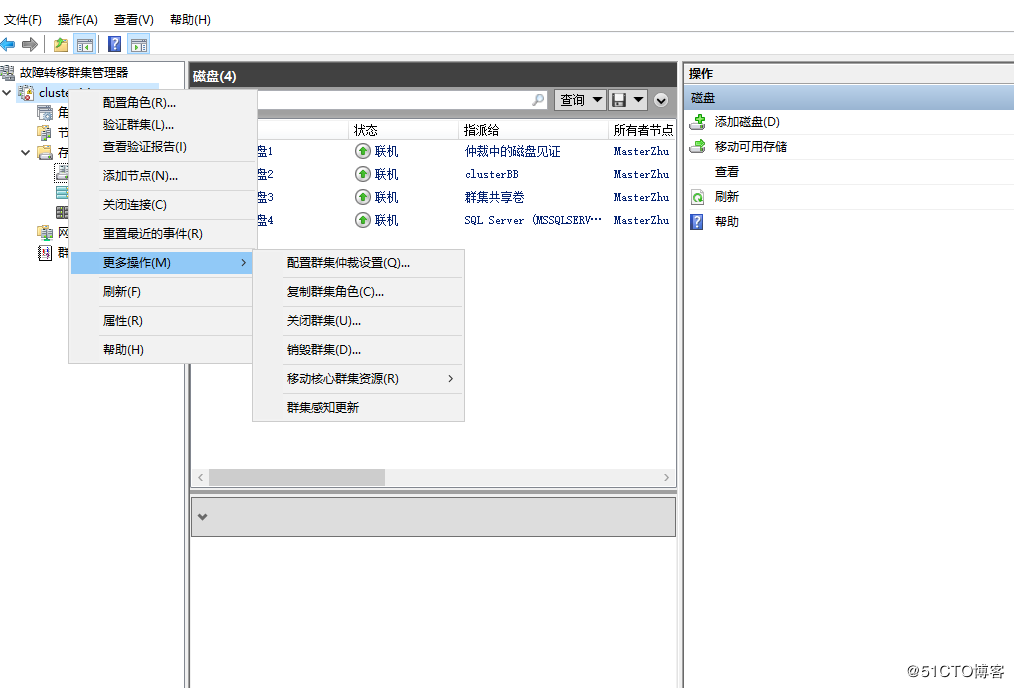 文件(F) 操作(A) 查看(V) 帮助(H)
故障转移群集管理器
cluste
角
节
存
网
群
配置角色(R)...
验证群集(L)...
查看验证报告(I)
添加节点(N)...
关闭连接(C)
重置最近的事件(R)
更多操作(M)
刷新(F)
属性(R)
帮助(H)
配置群集仲裁设置(Q)...
复制群集角色(C)...
关闭群集(U)...
销毁群集(D)...
移动核心群集资源(R)
群集感知更新
磁盘(4)
查询
状态 指派给 所有者节点
盘1 联机 仲裁中的磁盘见证 MasterZhu
盘2 联机 clusterBB MasterZhu
盘3 联机 群集共享卷 MasterZhu
盘4 联机 SQL Server (MSSQLSERV… MasterZhu
操作
磁盘
添加磁盘(D)
移动可用存储
查看
刷新
帮助
@51CTO博客